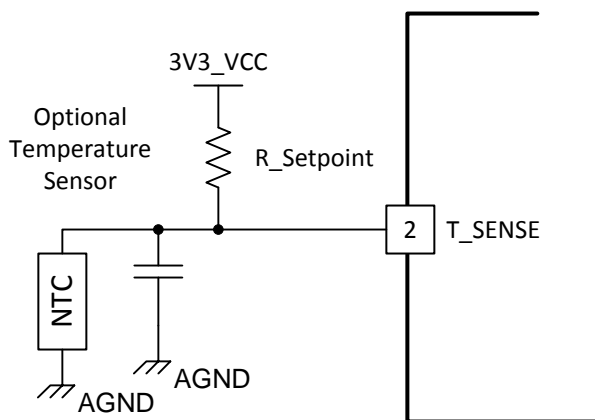 3V3_VCC
Optional
Temperature
Sensor
R_Setpoint
2
T_SENSE
NTC
AGND
AGND